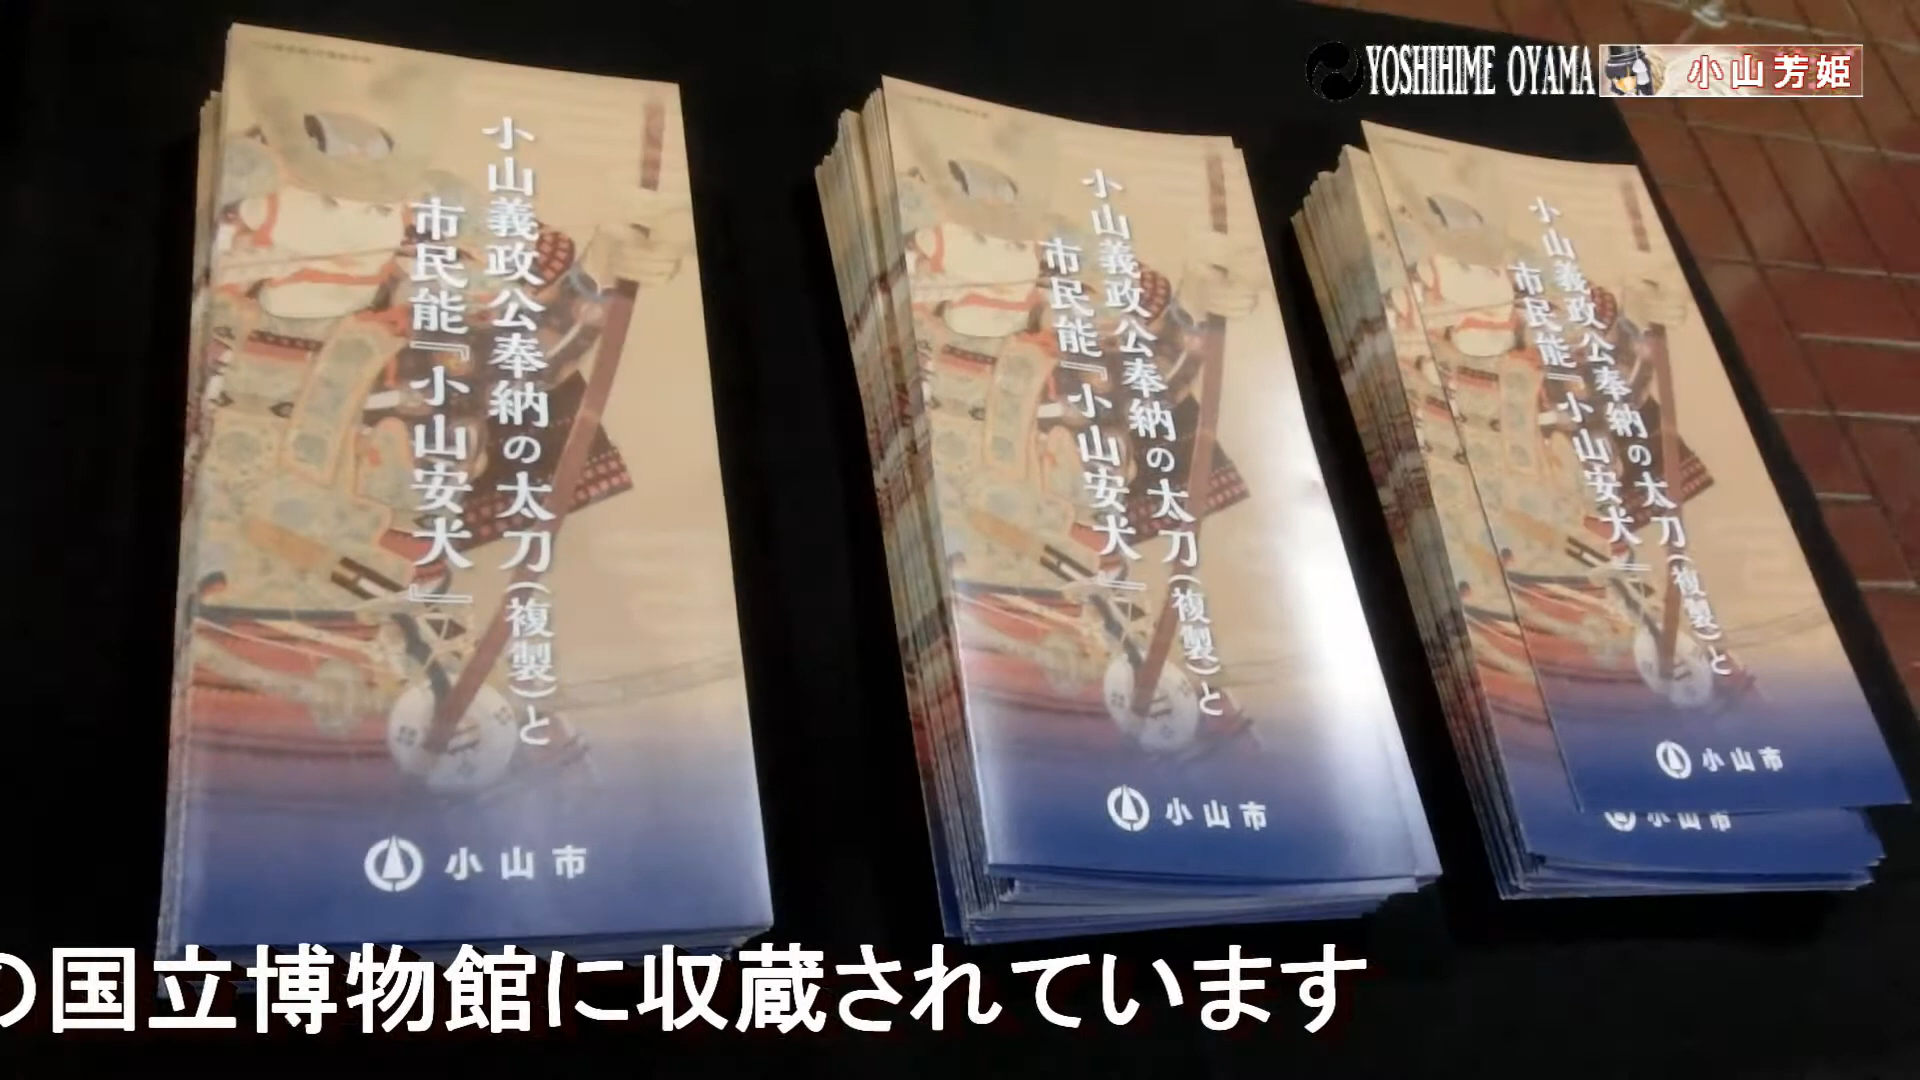 YOSHIHIME OYAMA
小山芳姫
小山義政公奉納の太刀(複製)と
市民能『小山安犬』
小山市
小山義政公奉納の太刀(複製)と
市民能『小山安犬』
小山市
小山義政公奉納の太刀(複製)と
市民能『小山安犬』
小山市
小山市
の国立博物館に収蔵されています